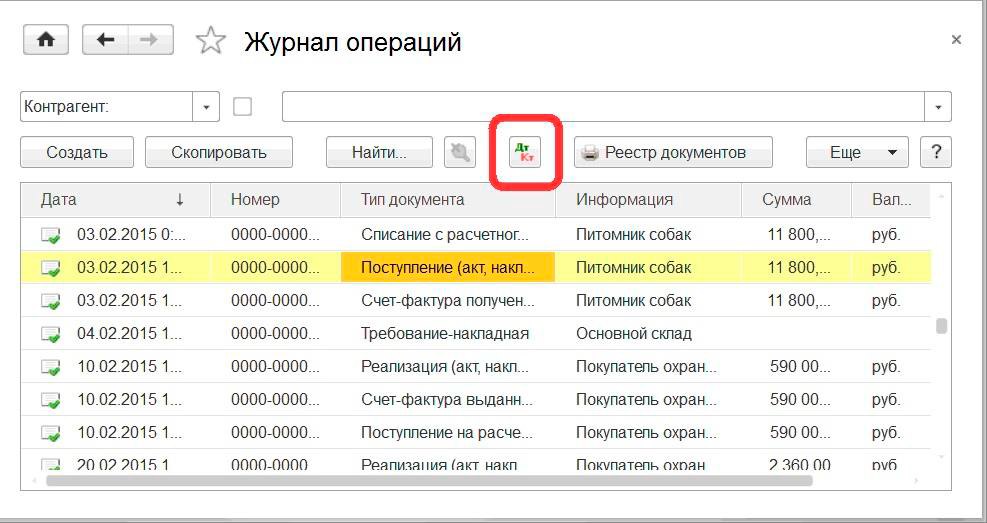 Журнал операций
Контрагент:
Создать Скопировать Найти... Дт Кт Реестр документов Еще ?
Дата ↓ Номер Тип документа Информация Сумма Вал...
03.02.2015 0:... 0000-0000... Списание с расчетног... Питомник собак 11 800,... руб.
03.02.2015 1... 0000-0000... Поступление (акт, накл... Питомник собак 11 800,... руб.
03.02.2015 1... 0000-0000... Счет-фактура получен... Питомник собак 11 800,... руб.
04.02.2015 1... 0000-0000... Требование-накладная Основной склад
10.02.2015 1... 0000-0000... Реализация (акт, накл... Покупатель охран... 590 00... руб.
10.02.2015 1... 0000-0000... Счет-фактура выданн... Покупатель охран... 590 00... руб.
10.02.2015 1... 0000-0000... Поступление на расче... Покупатель охран... 590 00... руб.
20.02.2015 1 0000-0000 Реализация (акт, накл Покупатель охран 2 360 00 руб